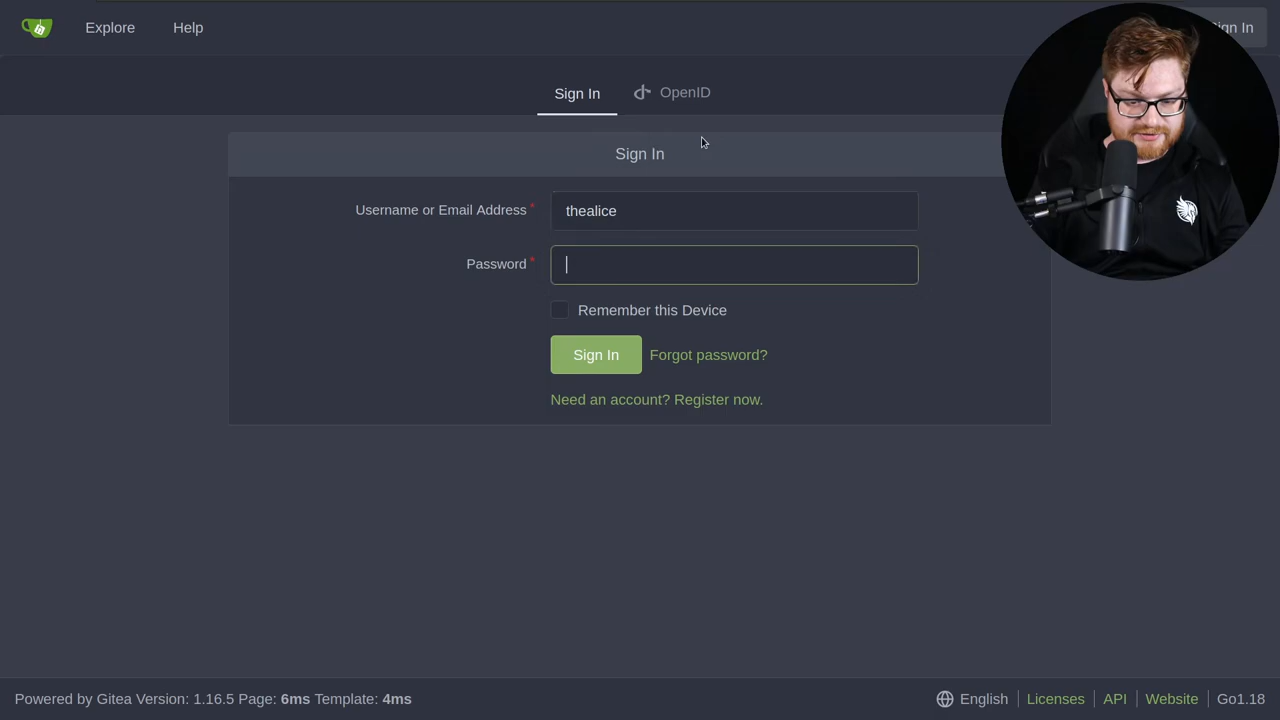 Explore
Help
Sign In
Sign In
OpenID
Sign In
Username or Email Address *
thealice
Password *
Remember this Device
Sign In
Forgot password?
Need an account? Register now.
Powered by Gitea Version: 1.16.5 Page: 6ms Template: 4ms
English
Licenses
API
Website
Go1.18